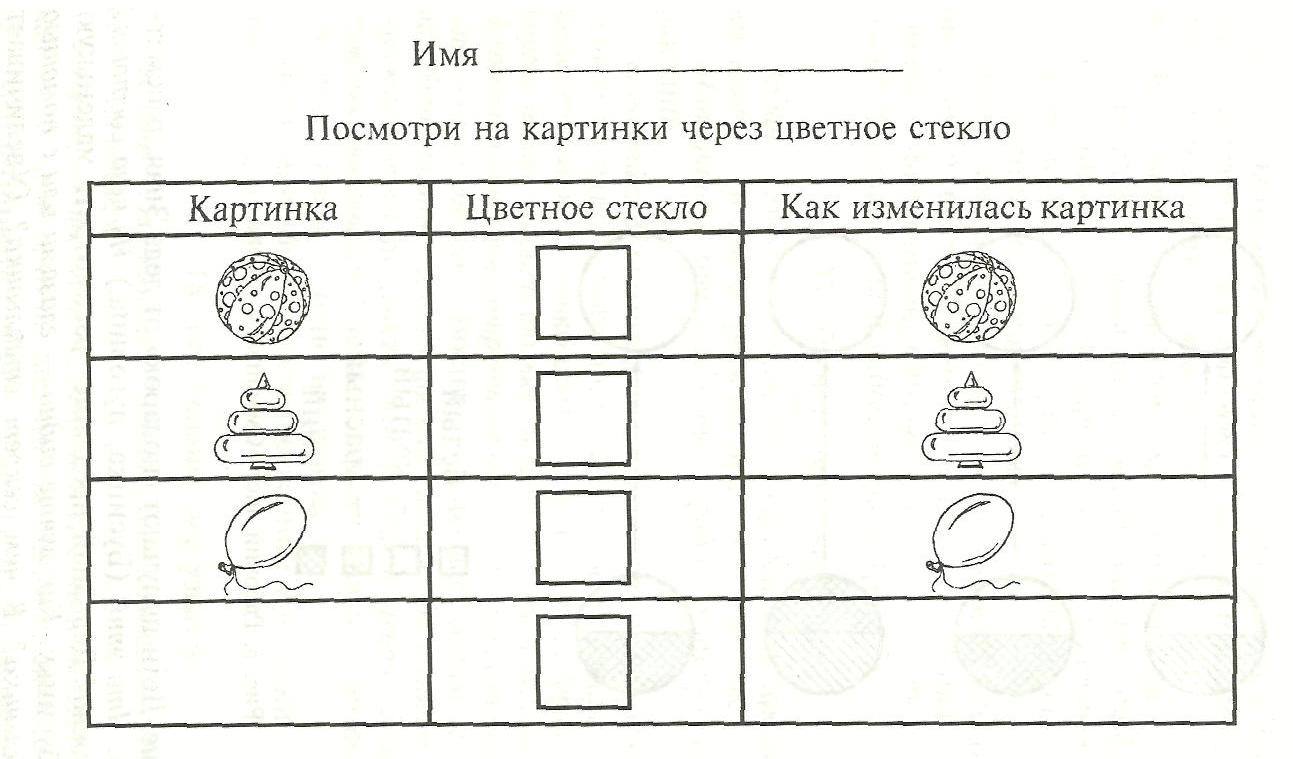 Имя
Посмотри на картинки через цветное стекло
Картинка
Цветное стекло
Как изменилась картинка